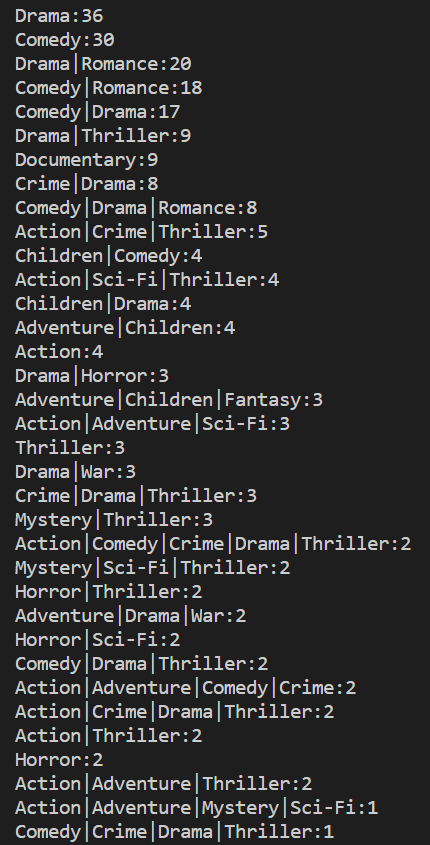 Drama:36
Comedy:30
Drama|Romance:20
Comedy|Romance:18
Comedy|Drama:17
Drama|Thriller:9
Documentary:9
Crime|Drama:8
Comedy|Drama|Romance:8
Action|Crime|Thriller:5
Children|Comedy:4
Action|Sci-Fi|Thriller:4
Children|Drama:4
Adventure|Children:4
Action:4
Drama|Horror:3
Adventure|Children|Fantasy:3
Action|Adventure|Sci-Fi:3
Thriller:3
Drama|War:3
Crime|Drama|Thriller:3
Mystery|Thriller:3
Action|Comedy|Crime|Drama|Thriller:2
Mystery|Sci-Fi|Thriller:2
Horror|Thriller:2
Adventure|Drama|War:2
Horror|Sci-Fi:2
Comedy|Drama|Thriller:2
Action|Adventure|Comedy|Crime:2
Action|Crime|Drama|Thriller:2
Action|Thriller:2
Horror:2
Action|Adventure|Thriller:2
Action|Adventure|Mystery|Sci-Fi:1
Comedy|Crime|Drama|Thriller:1